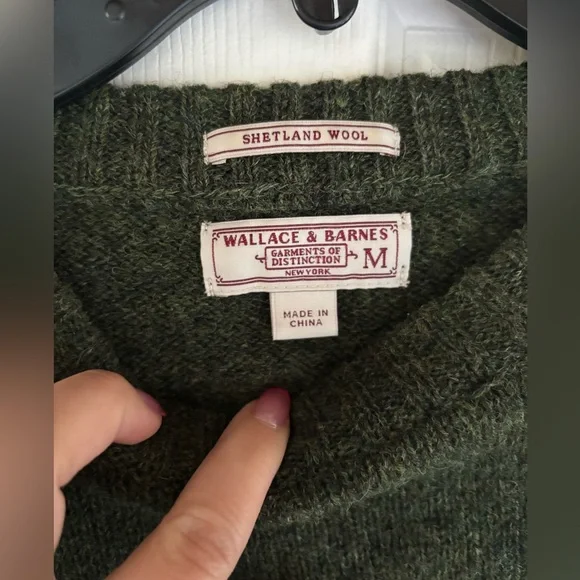 SHETLAND WOOL
WALLACE & BARNES
GARMENTS OF
DISTINCTION
M
NEW YORK
MADE IN
CHINA